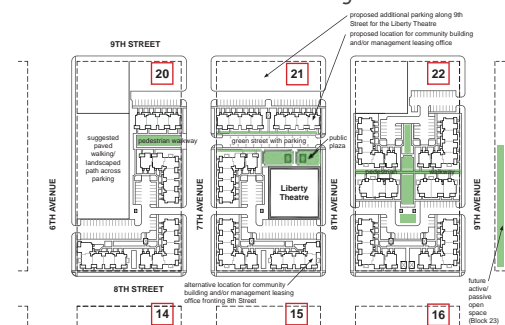 proposed additional parking along 9th
Street for the Liberty Theatre
proposed location for community building
and/or management leasing office
9TH STREET
20
21
22
suggested
paved
walking/
landscaped
path across
parking
pedestrian walkway
green street with parking
public
plaza
pedestrian
walkway
Liberty
Theatre
6TH AVENUE
7TH AVENUE
8TH AVENUE
9TH AVENUE
8TH STREET
alternative location for community
building and/or management leasing
office fronting 8th Street
future
active/
passive
open
space
(Block 23)
14
15
16